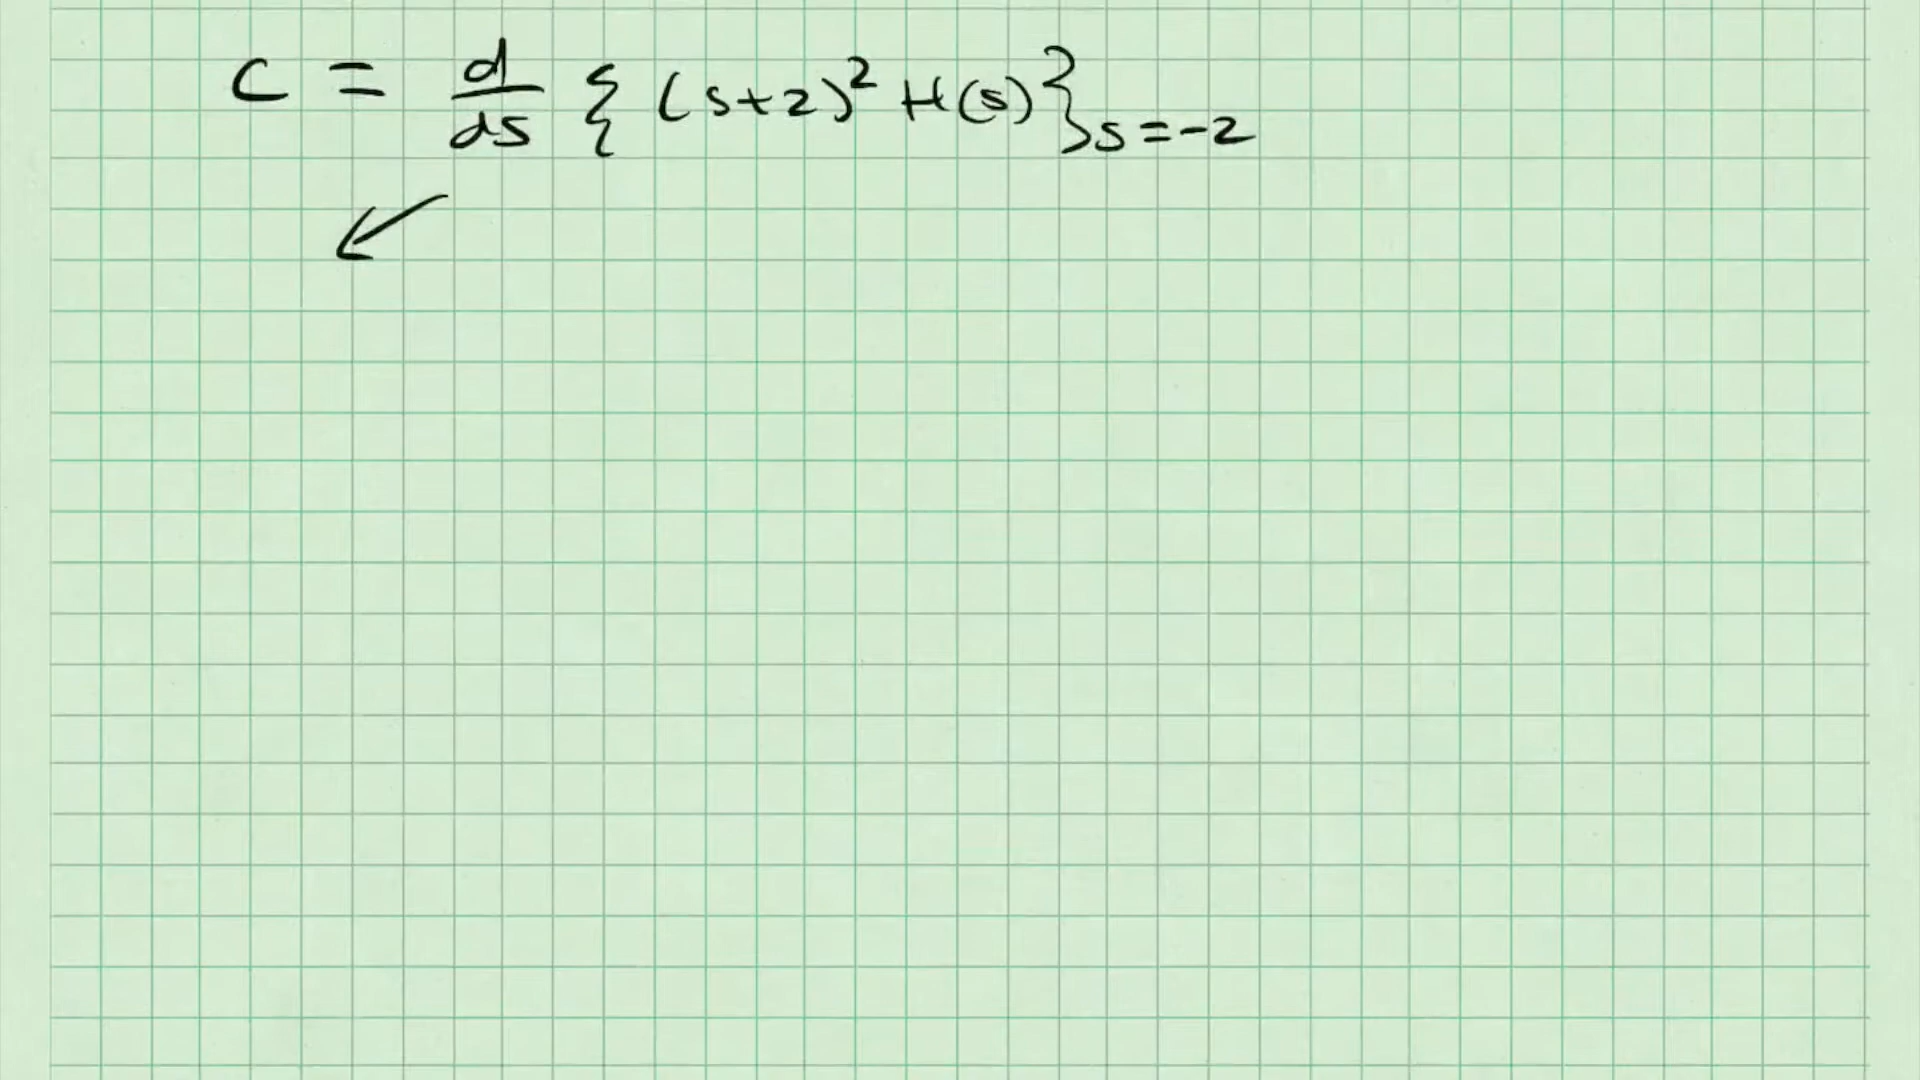 C = d/ds { (s+2)² H(s) }s=-2